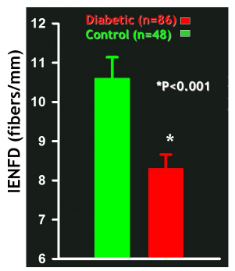 Diabetic (n=86)
Control (n=48)
*P<0.001
*
IENFD (fibers/mm)
12
11
10
9
8
7
6